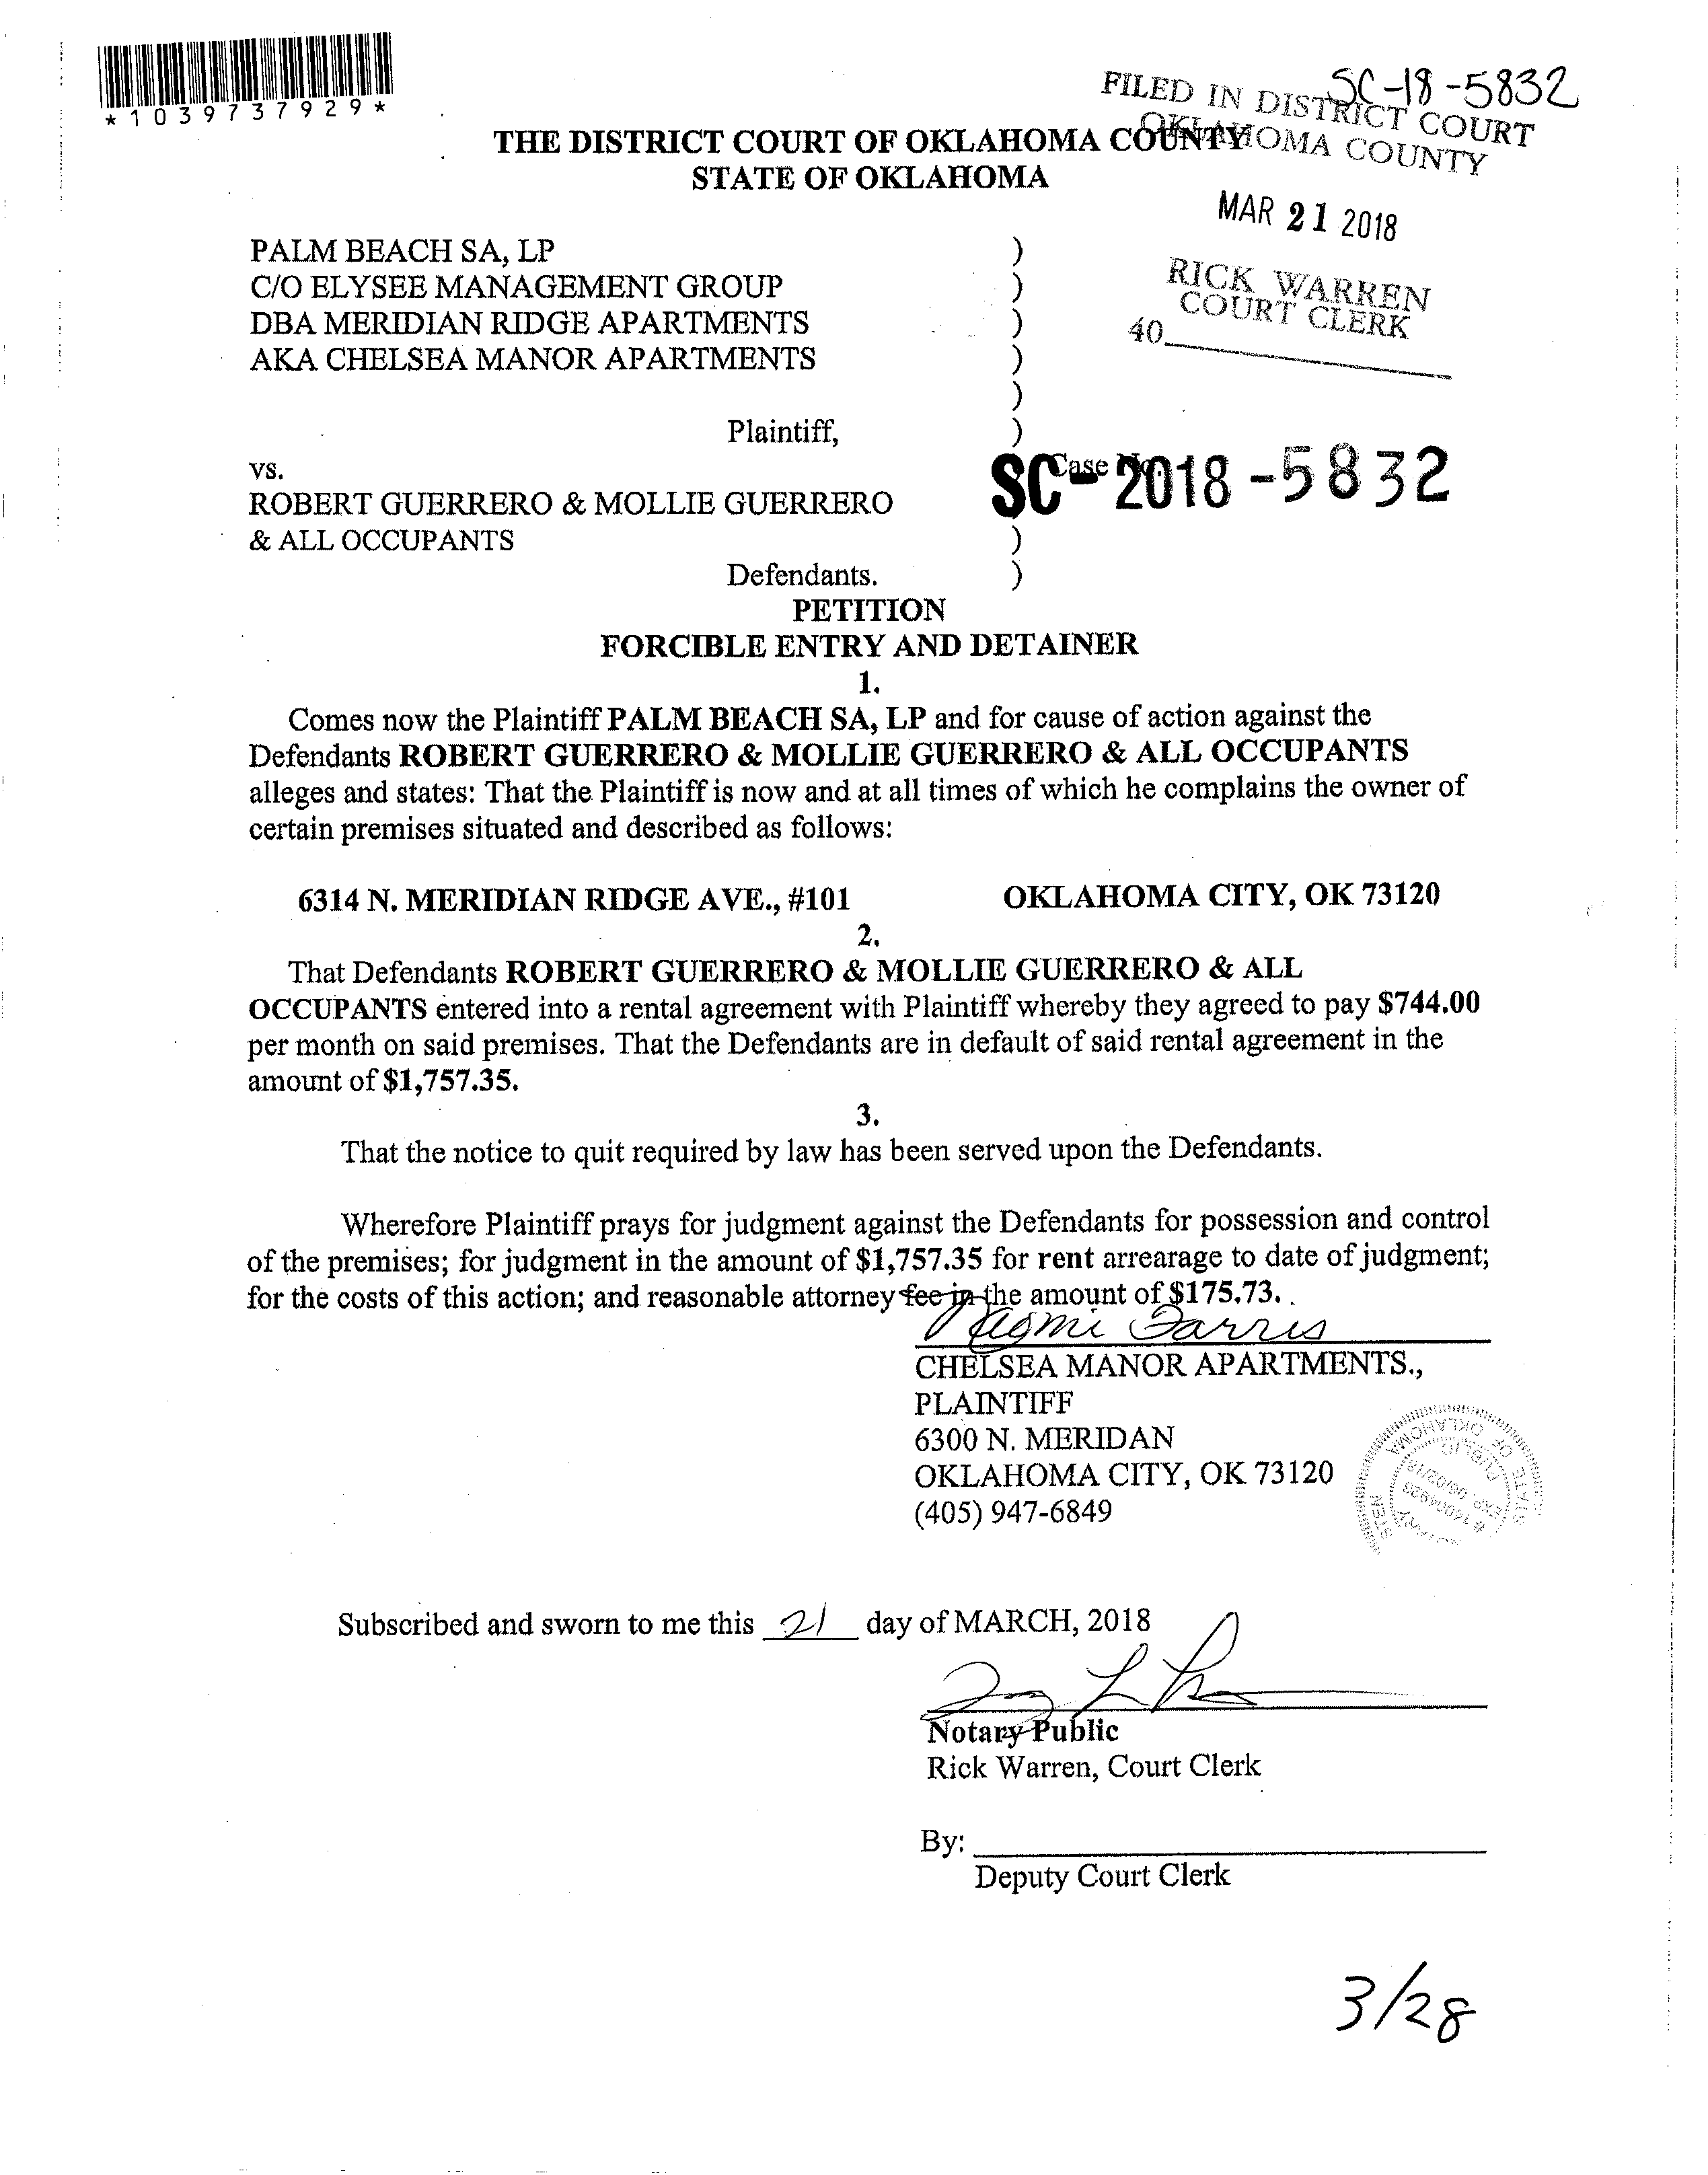 *1039737929*
SC-18-5832
FILED IN DISTRICT COURT
OKLAHOMA COUNTY
THE DISTRICT COURT OF OKLAHOMA COUNTY
STATE OF OKLAHOMA
MAR 21 2018
RICK WARREN
COURT CLERK
40
PALM BEACH SA, LP )
C/O ELYSEE MANAGEMENT GROUP )
DBA MERIDIAN RIDGE APARTMENTS )
AKA CHELSEA MANOR APARTMENTS )
)
Plaintiff, )
vs. Case No.
SC-2018-5832
ROBERT GUERRERO & MOLLIE GUERRERO
& ALL OCCUPANTS )
Defendants. )
PETITION
FORCIBLE ENTRY AND DETAINER
1.
Comes now the Plaintiff PALM BEACH SA, LP and for cause of action against the
Defendants ROBERT GUERRERO & MOLLIE GUERRERO & ALL OCCUPANTS
alleges and states: That the Plaintiff is now and at all times of which he complains the owner of
certain premises situated and described as follows:
6314 N. MERIDIAN RIDGE AVE., #101 OKLAHOMA CITY, OK 73120
2.
That Defendants ROBERT GUERRERO & MOLLIE GUERRERO & ALL
OCCUPANTS entered into a rental agreement with Plaintiff whereby they agreed to pay $744.00
per month on said premises. That the Defendants are in default of said rental agreement in the
amount of $1,757.35.
3.
That the notice to quit required by law has been served upon the Defendants.
Wherefore Plaintiff prays for judgment against the Defendants for possession and control
of the premises; for judgment in the amount of $1,757.35 for rent arrearage to date of judgment;
for the costs of this action; and reasonable attorney fee in the amount of $175.73.
Naomi Farris
CHELSEA MANOR APARTMENTS.,
PLAINTIFF
6300 N. MERIDAN
OKLAHOMA CITY, OK 73120
(405) 947-6849
STATE OF OKLAHOMA
PUBLIC
# 14004928
EXP. 06/02/18
Subscribed and sworn to me this 21 day of MARCH, 2018
Notary Public
Rick Warren, Court Clerk
By:
Deputy Court Clerk
3/28